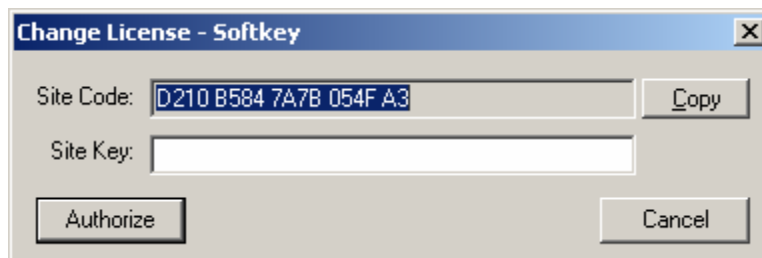 Change License - Softkey
Site Code: D210 B584 7A7B 054F A3 Copy
Site Key:
Authorize Cancel